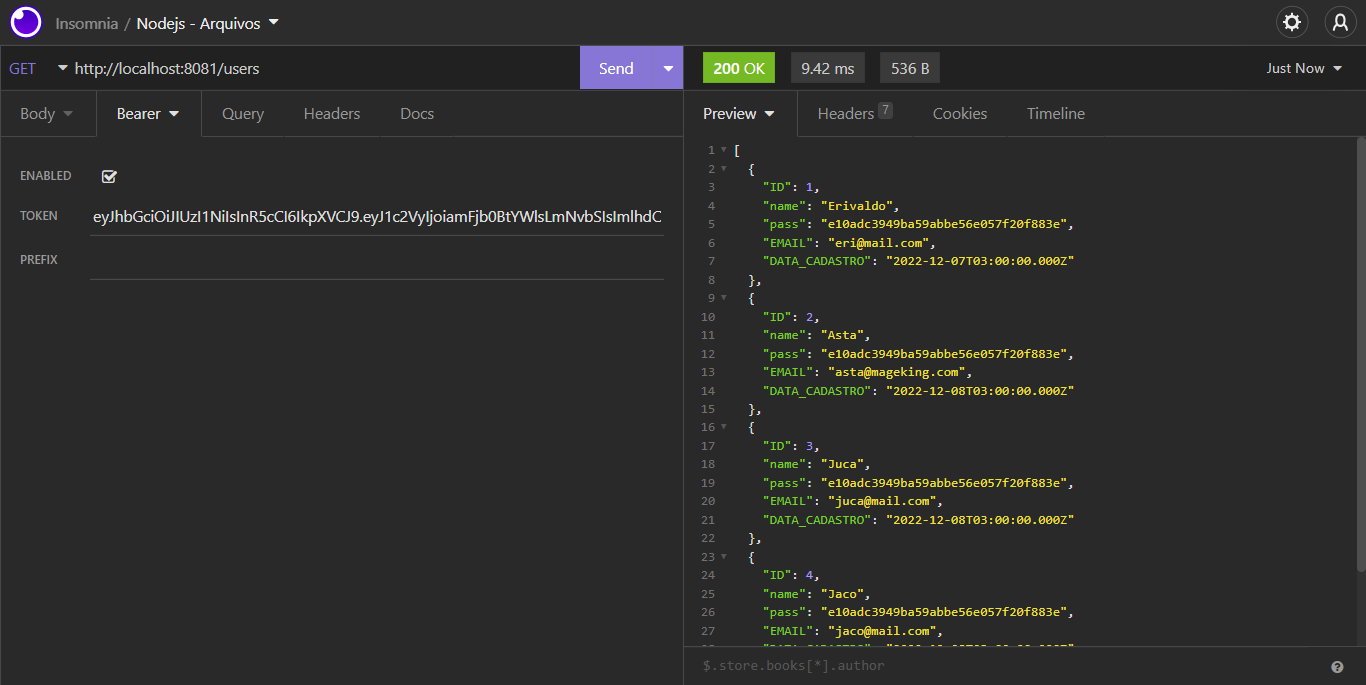 Insomnia / Nodejs - Arquivos
GET http://localhost:8081/users Send 200 OK 9.42 ms 536 B Just Now
Body Bearer Query Headers Docs
Preview Headers 7 Cookies Timeline
ENABLED
TOKEN eyJhbGciOiJIUzI1NiIsInR5cCI6IkpXVCJ9.eyJ1c2VyIjoiamFjb0BtYWlsLmNvbSIsImlhdC
PREFIX
1 [
2 {
3 "ID": 1,
4 "name": "Erivaldo",
5 "pass": "e10adc3949ba59abbe56e057f20f883e",
6 "EMAIL": "eri@mail.com",
7 "DATA_CADASTRO": "2022-12-07T03:00:00.000Z"
8 },
9 {
10 "ID": 2,
11 "name": "Asta",
12 "pass": "e10adc3949ba59abbe56e057f20f883e",
13 "EMAIL": "asta@mageking.com",
14 "DATA_CADASTRO": "2022-12-08T03:00:00.000Z"
15 },
16 {
17 "ID": 3,
18 "name": "Juca",
19 "pass": "e10adc3949ba59abbe56e057f20f883e",
20 "EMAIL": "juca@mail.com",
21 "DATA_CADASTRO": "2022-12-08T03:00:00.000Z"
22 },
23 {
24 "ID": 4,
25 "name": "Jaco",
26 "pass": "e10adc3949ba59abbe56e057f20f883e",
27 "EMAIL": "jaco@mail.com",
$.store.books[*].author